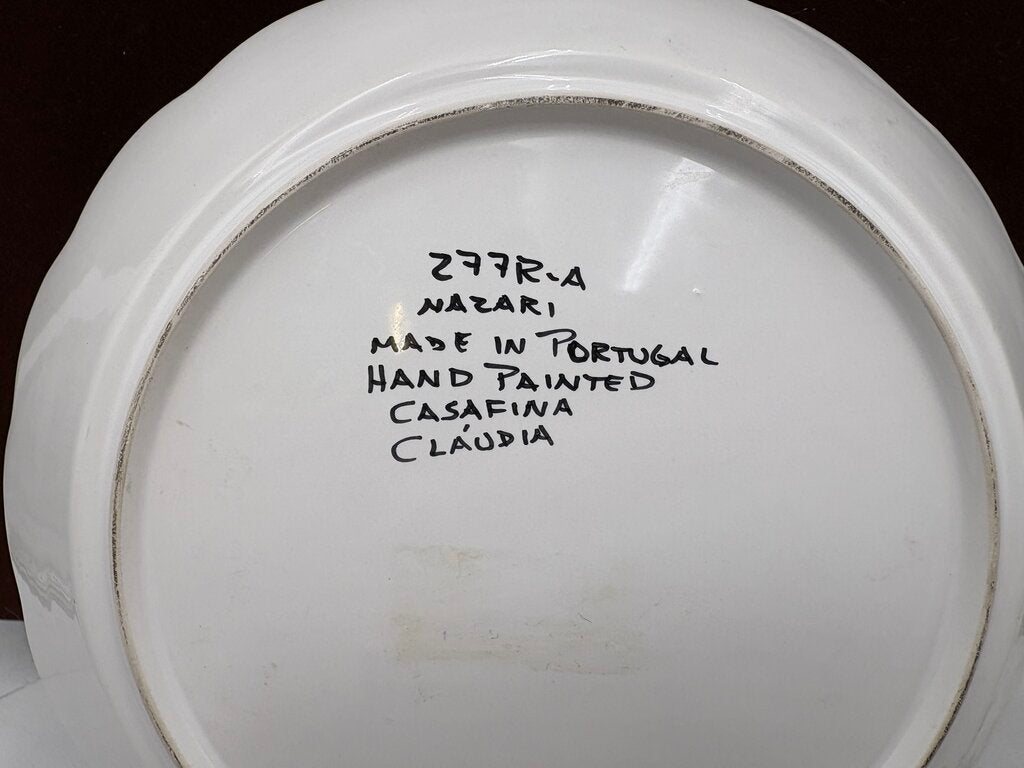 277R-A
NAZARI
MADE IN PORTUGAL
HAND PAINTED
CASAFINA
CLÁUDIA